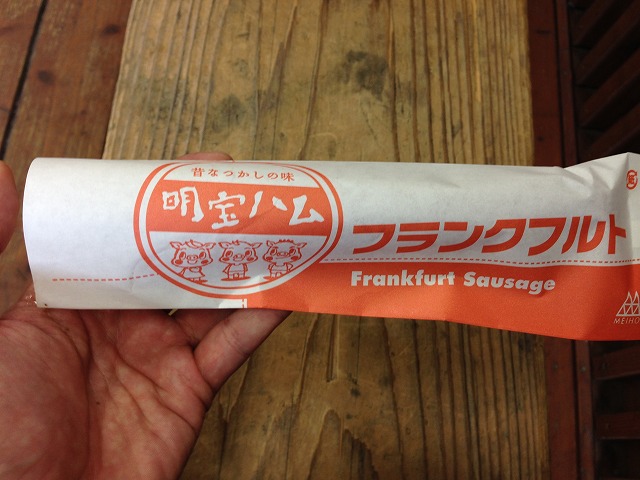 昔なつかしの味
明宝ハム
フランクフルト
Frankfurt Sausage